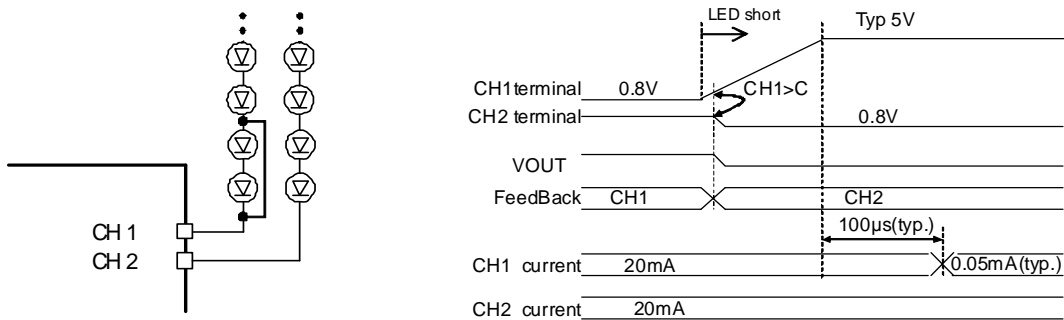 CH 1
CH 2
LED short
Typ 5V
CH1terminal
0.8V
CH1>C
CH2 terminal
0.8V
VOUT
FeedBack
CH1
CH2
100μs(typ.)
CH1 current
20mA
0.05mA(typ.)
CH2 current
20mA